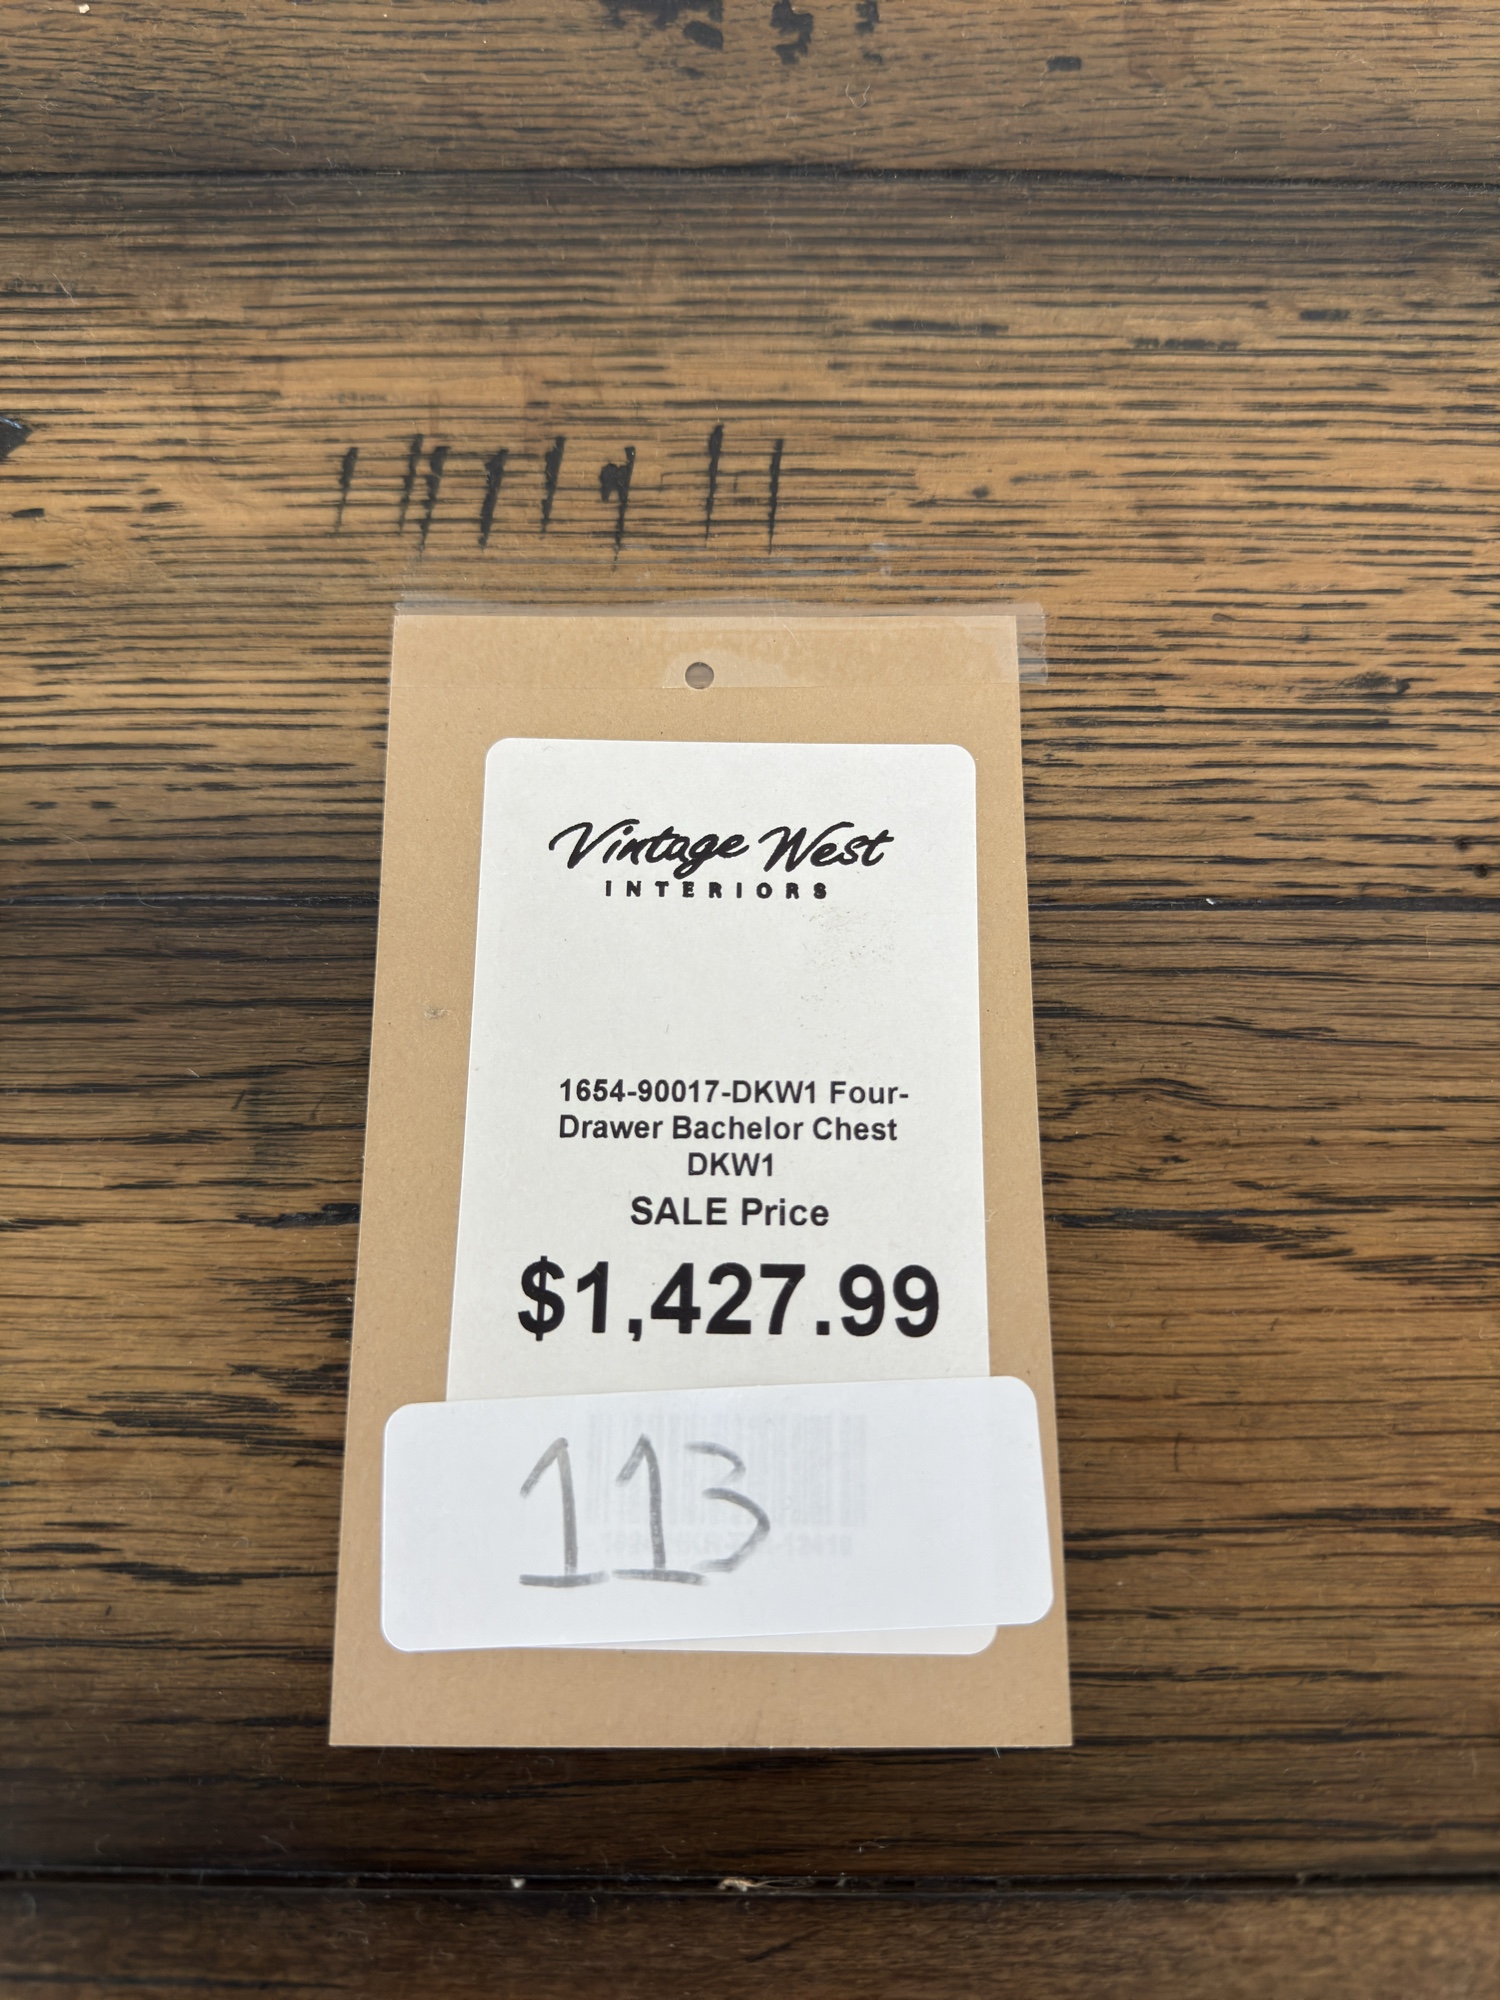 Vintage West
INTERIORS
1654-90017-DKW1 Four-
Drawer Bachelor Chest
DKW1
SALE Price
$1,427.99
113